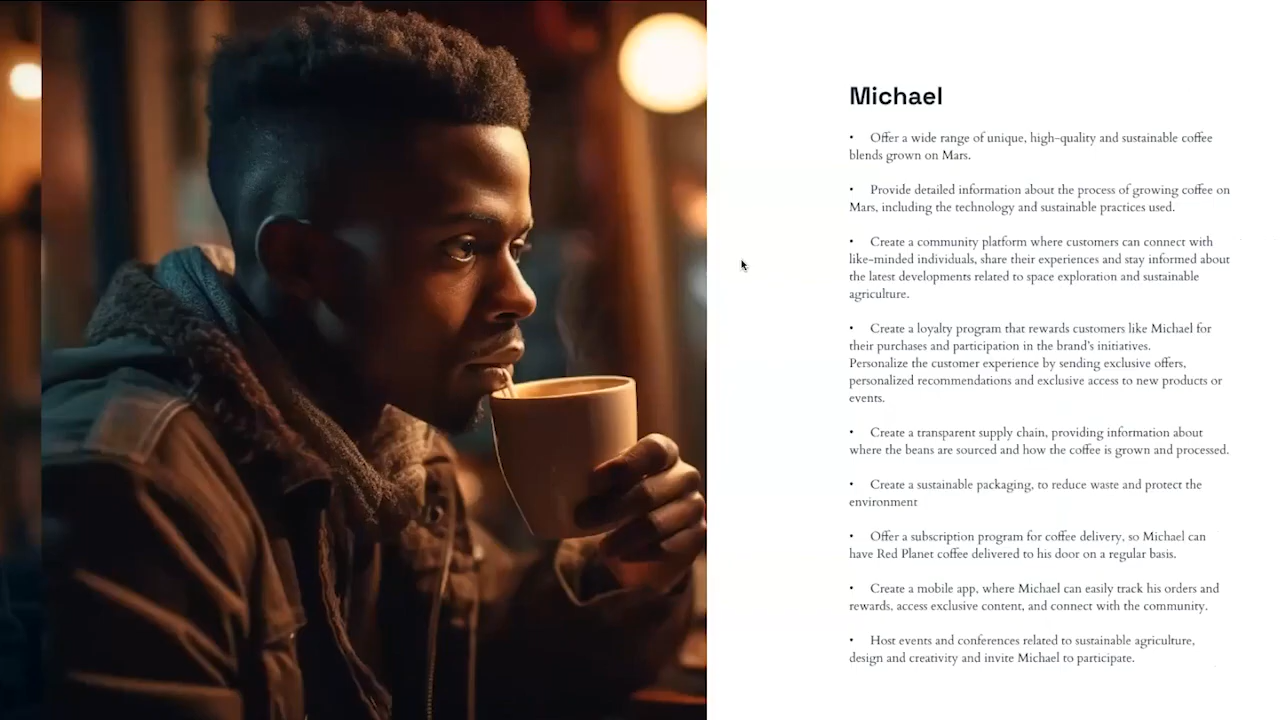 Michael
• Offer a wide range of unique, high-quality and sustainable coffee
blends grown on Mars.
• Provide detailed information about the process of growing coffee on
Mars, including the technology and sustainable practices used.
• Create a community platform where customers can connect with
like-minded individuals, share their experiences and stay informed about
the latest developments related to space exploration and sustainable
agriculture.
• Create a loyalty program that rewards customers like Michael for
their purchases and participation in the brand's initiatives.
Personalize the customer experience by sending exclusive offers,
personalized recommendations and exclusive access to new products or
events.
• Create a transparent supply chain, providing information about
where the beans are sourced and how the coffee is grown and processed.
• Create a sustainable packaging, to reduce waste and protect the
environment
• Offer a subscription program for coffee delivery, so Michael can
have Red Planet coffee delivered to his door on a regular basis.
• Create a mobile app, where Michael can easily track his orders and
rewards, access exclusive content, and connect with the community.
• Host events and conferences related to sustainable agriculture,
design and creativity and invite Michael to participate.